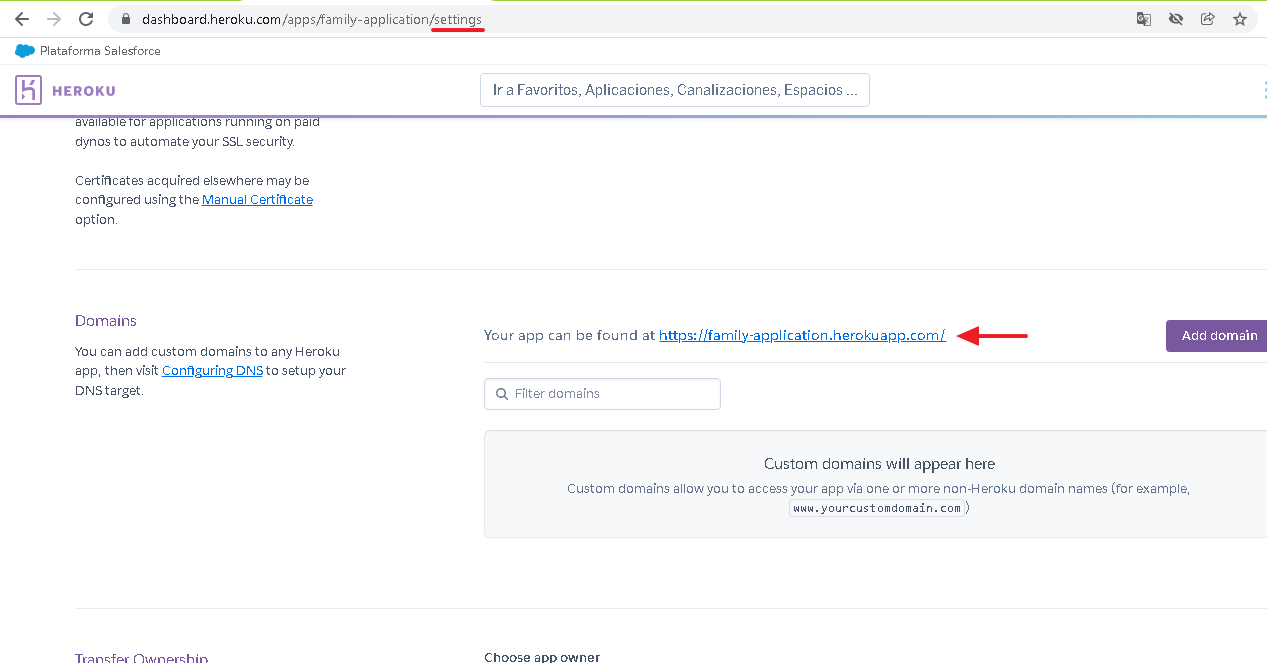 dashboard.heroku.com/apps/family-application/settings
Plataforma Salesforce
HEROKU
Ir a Favoritos, Aplicaciones, Canalizaciones, Espacios ...
available for applications running on paid
dynos to automate your SSL security.
Certificates acquired elsewhere may be
configured using the Manual Certificate
option.
Domains
You can add custom domains to any Heroku
app, then visit Configuring DNS to setup your
DNS target.
Your app can be found at https://family-application.herokuapp.com/
Add domain
Filter domains
Custom domains will appear here
Custom domains allow you to access your app via one or more non-Heroku domain names (for example,
www.yourcustomdomain.com)
Transfer Ownership
Choose app owner